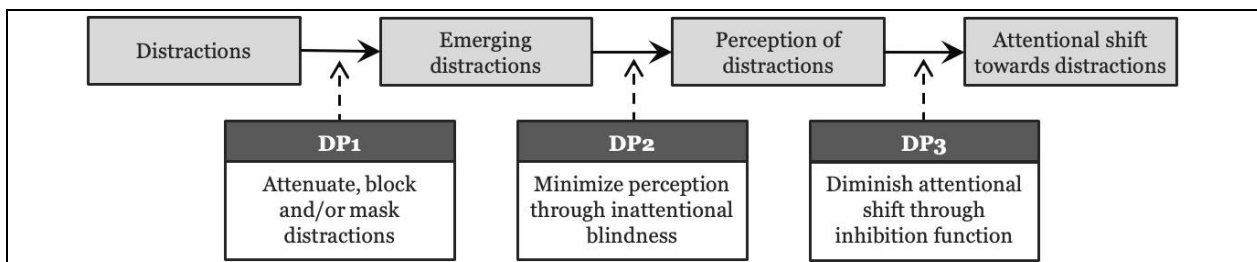 Distractions
Emerging
distractions
Perception of
distractions
Attentional shift
towards distractions
DP1
Attenuate, block
and/or mask
distractions
DP2
Minimize perception
through inattentional
blindness
DP3
Diminish attentional
shift through
inhibition function